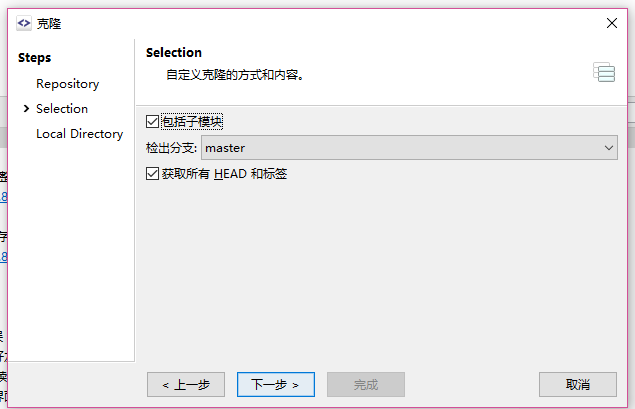 克隆
Steps
Repository
Selection
Local Directory
Selection
自定义克隆的方式和内容。
包括子模块
检出分支: master
获取所有 HEAD 和标签
< 上一步
下一步 >
完成
取消